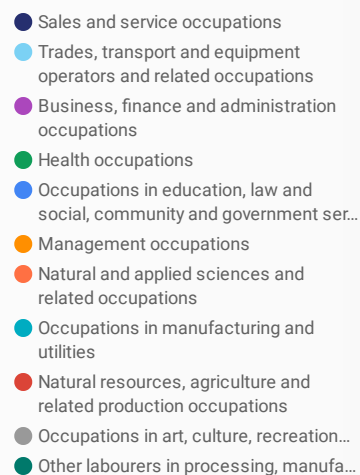 Sales and service occupations
Trades, transport and equipment
operators and related occupations
Business, finance and administration
occupations
Health occupations
Occupations in education, law and
social, community and government ser...
Management occupations
Natural and applied sciences and
related occupations
Occupations in manufacturing and
utilities
Natural resources, agriculture and
related production occupations
Occupations in art, culture, recreation...
Other labourers in processing, manufa...